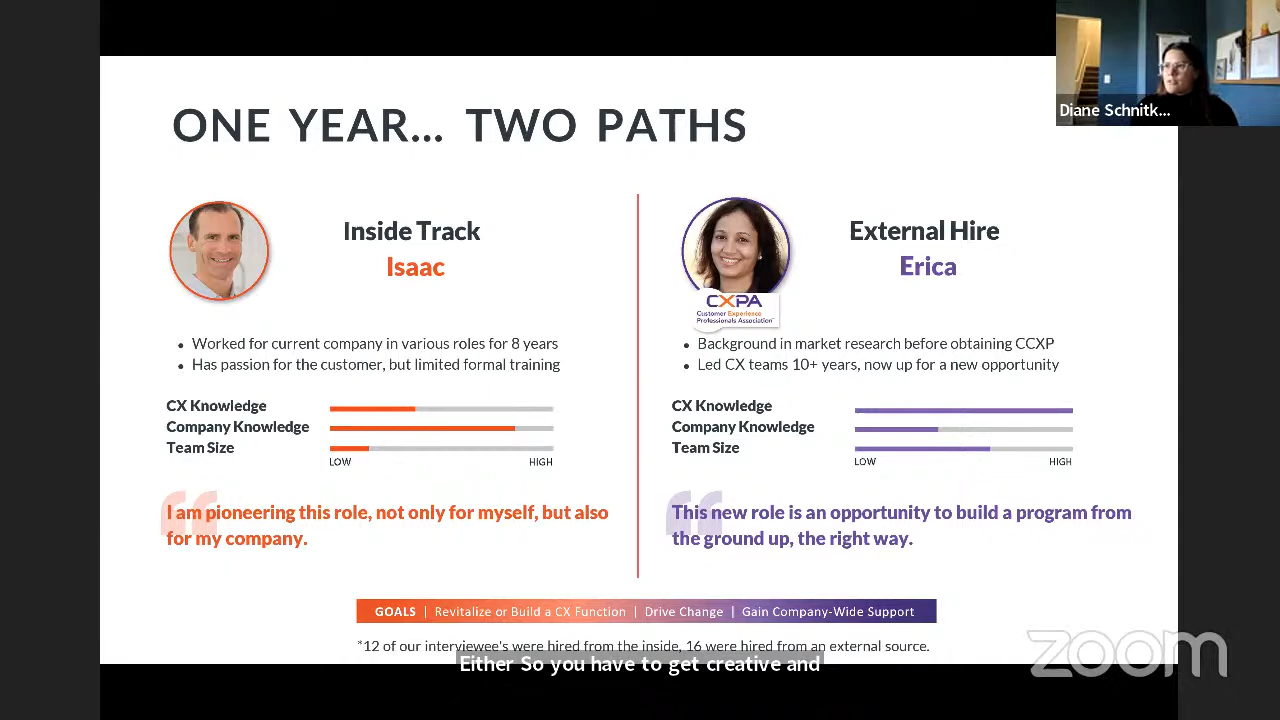 Diane Schnitk...
ONE YEAR... TWO PATHS
Inside Track
Isaac
Worked for current company in various roles for 8 years
Has passion for the customer, but limited formal training
CX Knowledge
Company Knowledge
Team Size
LOW HIGH
I am pioneering this role, not only for myself, but also
for my company.
External Hire
Erica
CXPA
Customer Experience
Professionals Association™
Background in market research before obtaining CCXP
Led CX teams 10+ years, now up for a new opportunity
CX Knowledge
Company Knowledge
Team Size
LOW HIGH
This new role is an opportunity to build a program from
the ground up, the right way.
GOALS | Revitalize or Build a CX Function | Drive Change | Gain Company-Wide Support
*12 of our interviewee's were hired from the inside, 16 were hired from an external source.
Either So you have to get creative and
zoom